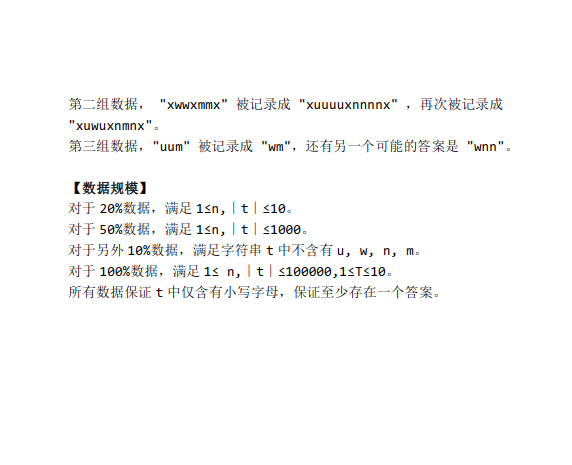 第二组数据， "xwwxmmx" 被记录成 "xuuuuxnnnnx" ，再次被记录成
"xuwuxnmnx"。
第三组数据，"uum" 被记录成 "wm"，还有另一个可能的答案是 "wnn"。
【数据规模】
对于 20%数据，满足 1≤n,｜t｜≤10。
对于 50%数据，满足 1≤n,｜t｜≤1000。
对于另外 10%数据，满足字符串 t 中不含有 u, w, n, m。
对于 100%数据，满足 1≤ n,｜t｜≤100000,1≤T≤10。
所有数据保证 t 中仅含有小写字母，保证至少存在一个答案。